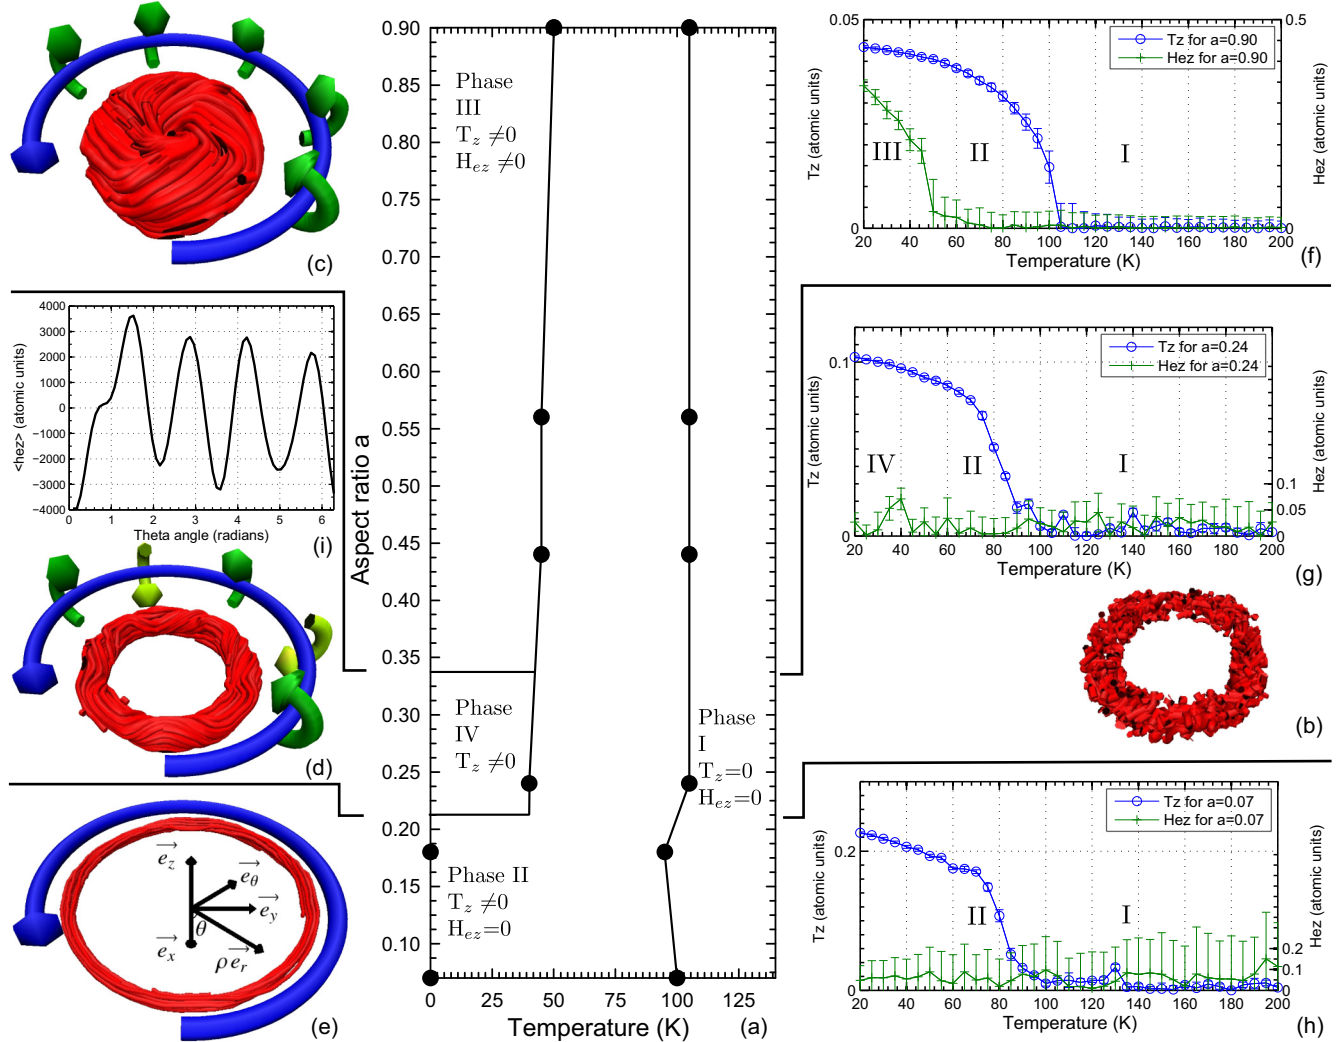 (c)
0.90
0.85
0.80
0.75
0.70
0.65
0.60
0.55
0.50
0.45
0.40
0.35
0.30
0.25
0.20
0.15
0.10
Aspect ratio a
0
25
50
75
100
125
Temperature (K)
(a)
Phase
III
T_z ≠0
H_ez ≠0
Phase
IV
T_z ≠0
Phase II
T_z ≠0
H_ez=0
Phase
I
T_z=0
H_ez=0
0.05
0
Tz (atomic units)
0.5
0
Hez (atomic units)
Tz for a=0.90
Hez for a=0.90
III
II
I
20 40 60 80 100 120 140 160 180 200
Temperature (K)
(f)
4000
3000
2000
1000
0
−1000
−2000
−3000
−4000
<hez> (atomic units)
0 1 2 3 4 5 6
Theta angle (radians)
(i)
0.1
0
Tz (atomic units)
0.1
0.05
0
Hez (atomic units)
Tz for a=0.24
Hez for a=0.24
IV
II
I
20 40 60 80 100 120 140 160 180 200
Temperature (K)
(g)
(d)
(b)
e_z
e_θ
e_y
θ
e_x
ρ e_r
(e)
0.2
0
Tz (atomic units)
0.2
0.1
0
Hez (atomic units)
Tz for a=0.07
Hez for a=0.07
II
I
20 40 60 80 100 120 140 160 180 200
Temperature (K)
(h)